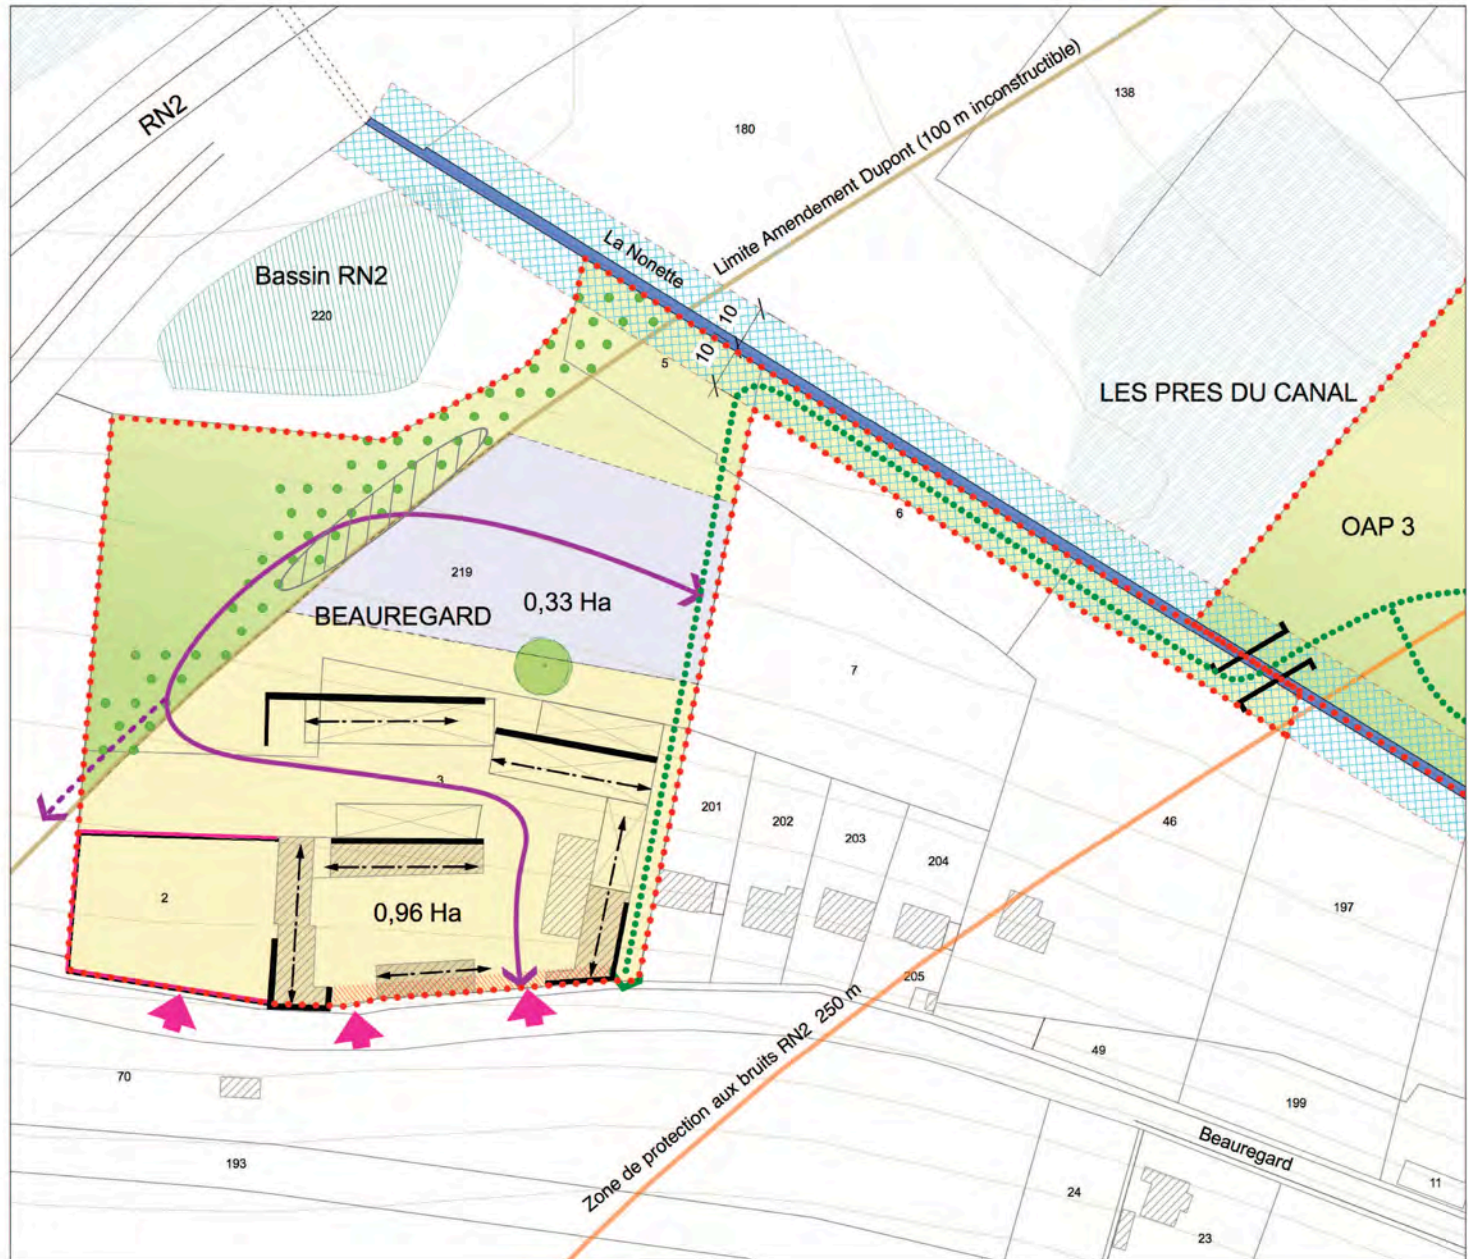 RN2
138
Limite Amendement Dupont (100 m inconstructible)
180
La Nonette
Bassin RN2
220
10
10
5
LES PRES DU CANAL
6
OAP 3
219
0,33 Ha
BEAUREGARD
7
3
201
202
203
204
46
2
0,96 Ha
197
205
Zone de protection aux bruits RN2 250 m
49
70
199
Beauregard
193
24
11
23